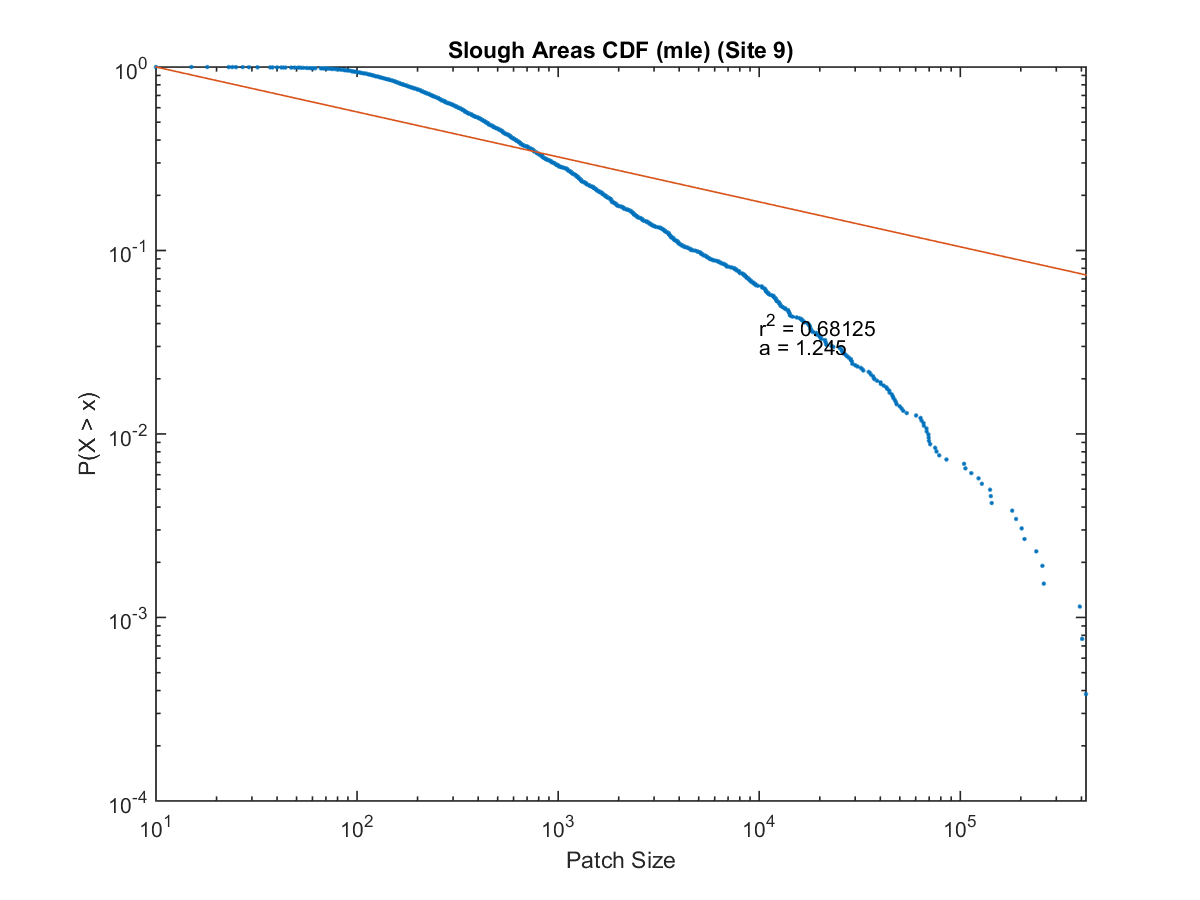 Slough Areas CDF (mle) (Site 9)
10^0
10^-1
10^-2
10^-3
10^-4
P(X > x)
r^2 = 0.68125
a = 1.245
10^1 10^2 10^3 10^4 10^5
Patch Size